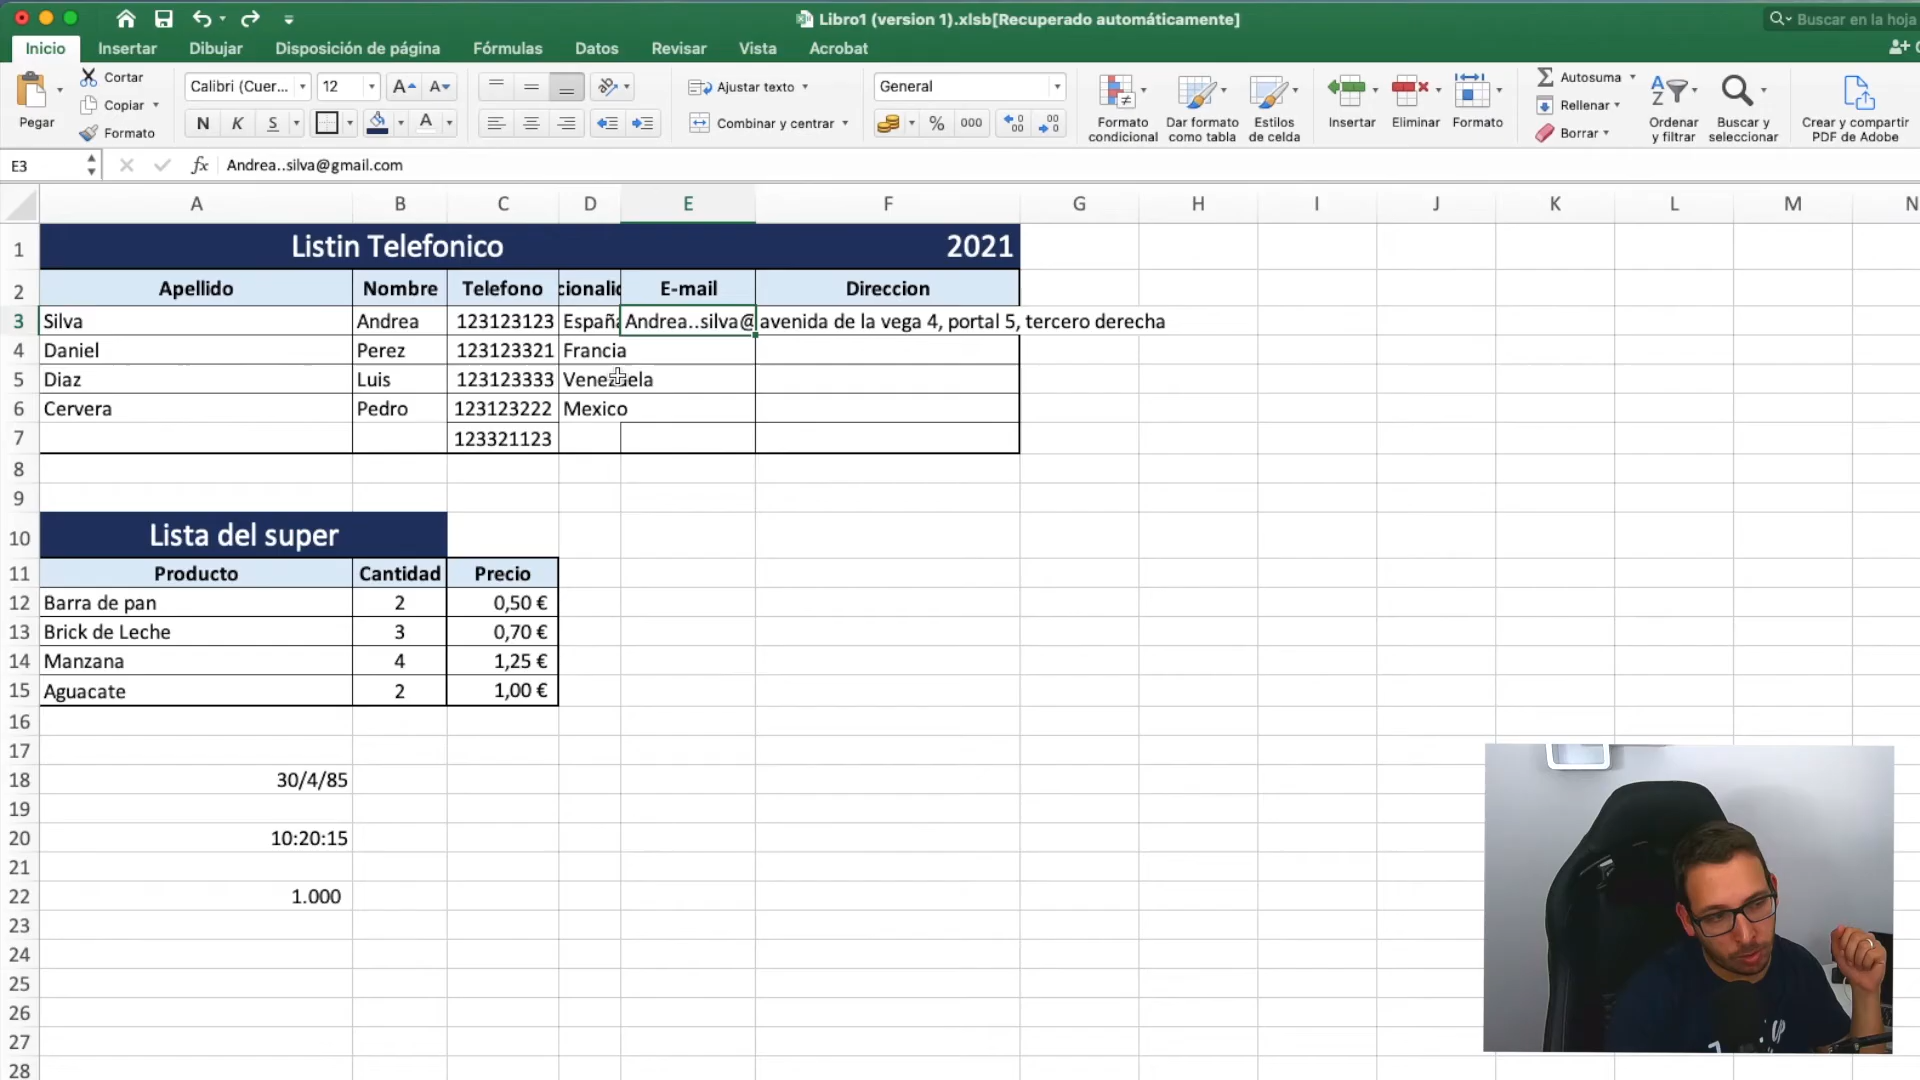 Libro1 (version 1).xlsb[Recuperado automáticamente]
Buscar en la hoja
Inicio Insertar Dibujar Disposición de página Fórmulas Datos Revisar Vista Acrobat
Pegar
Cortar
Copiar
Formato
Calibri (Cuer... 12
N K S
Ajustar texto
Combinar y centrar
General
% 000
Formato condicional
Dar formato como tabla
Estilos de celda
Insertar
Eliminar
Formato
Autosuma
Rellenar
Borrar
Ordenar y filtrar
Buscar y seleccionar
Crear y compartir PDF de Adobe
E3 fx Andrea..silva@gmail.com
A B C D E F G H I J K L M N
1 Listin Telefonico 2021
2 Apellido Nombre Telefono cionalid E-mail Direccion
3 Silva Andrea 123123123 España Andrea..silva@ avenida de la vega 4, portal 5, tercero derecha
4 Daniel Perez 123123321 Francia
5 Diaz Luis 123123333 Venezuela
6 Cervera Pedro 123123222 Mexico
7 123321123
8
9
10 Lista del super
11 Producto Cantidad Precio
12 Barra de pan 2 0,50 €
13 Brick de Leche 3 0,70 €
14 Manzana 4 1,25 €
15 Aguacate 2 1,00 €
16
17
18 30/4/85
19
20 10:20:15
21
22 1.000
23
24
25
26
27
28